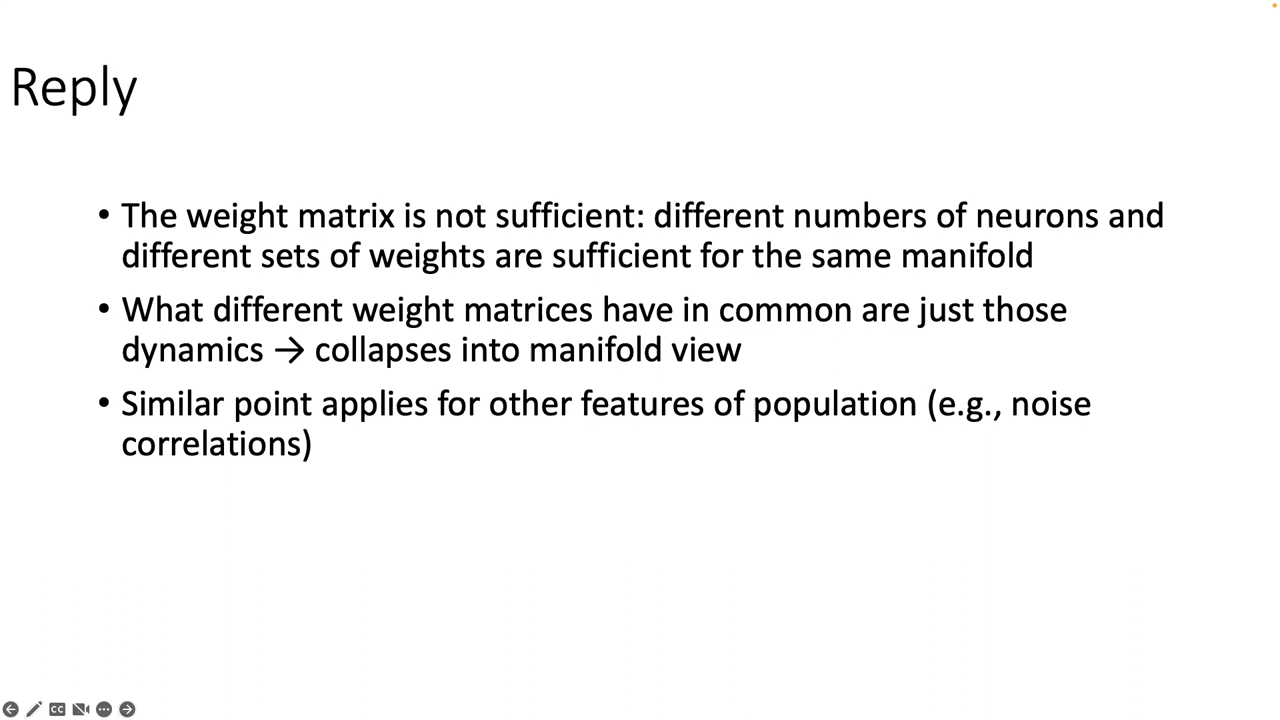 Reply
• The weight matrix is not sufficient: different numbers of neurons and
different sets of weights are sufficient for the same manifold
• What different weight matrices have in common are just those
dynamics → collapses into manifold view
• Similar point applies for other features of population (e.g., noise
correlations)
CC